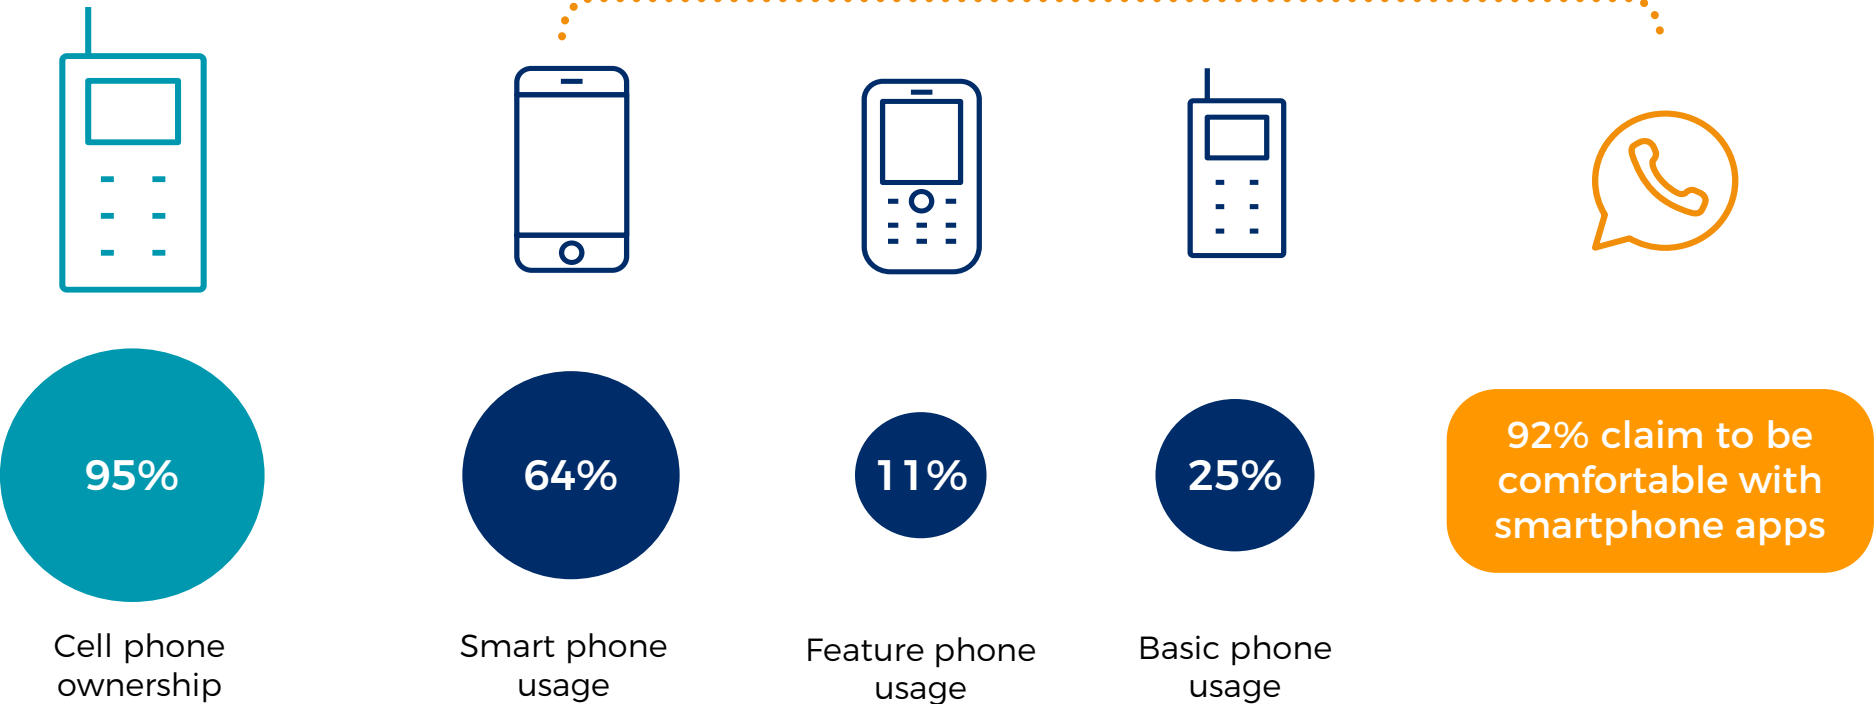 95%
Cell phone
ownership
64%
Smart phone
usage
11%
Feature phone
usage
25%
Basic phone
usage
92% claim to be
comfortable with
smartphone apps